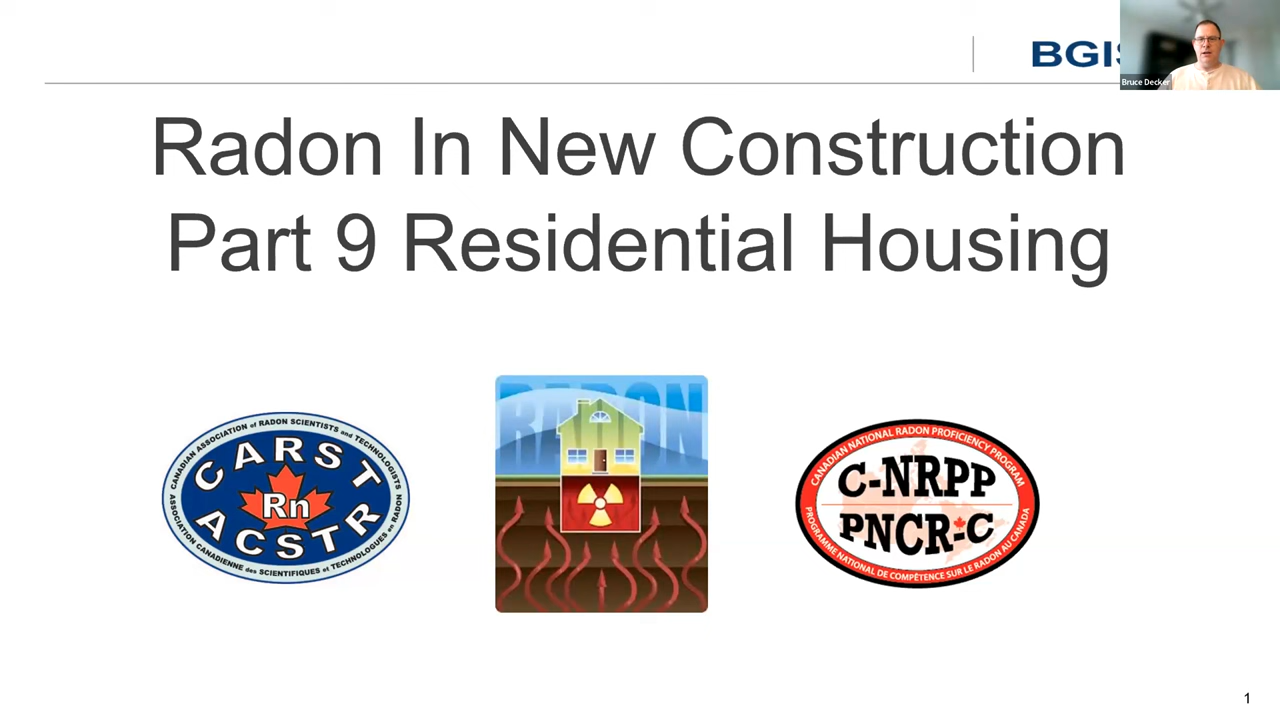 BGIS
Bruce Decker
Radon In New Construction
Part 9 Residential Housing
CANADIAN ASSOCIATION of RADON SCIENTISTS and TECHNOLOGISTS
CARST
Rn
ACSTR
ASSOCIATION CANADIENNE des SCIENTIFIQUES et TECHNOLOGUES en RADON
RADON
CANADIAN NATIONAL RADON PROFICIENCY PROGRAM
C-NRPP
PNCR-C
PROGRAMME NATIONAL DE COMPÉTENCE SUR LE RADON AU CANADA
1